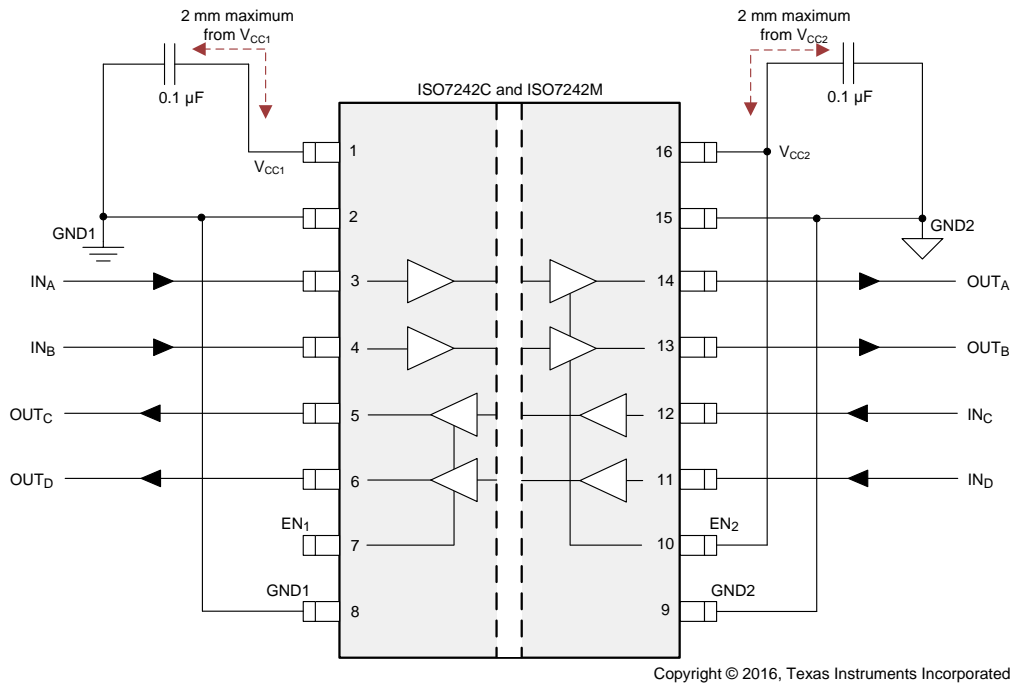 2 mm maximum
from VCC1
2 mm maximum
from VCC2
0.1 µF
0.1 µF
ISO7242C and ISO7242M
VCC1
1
16
VCC2
2
15
GND1
GND2
INA
3
14
OUTA
INB
4
13
OUTB
OUTC
5
12
INC
OUTD
6
11
IND
EN1
7
10
EN2
GND1
8
9
GND2
Copyright © 2016, Texas Instruments Incorporated